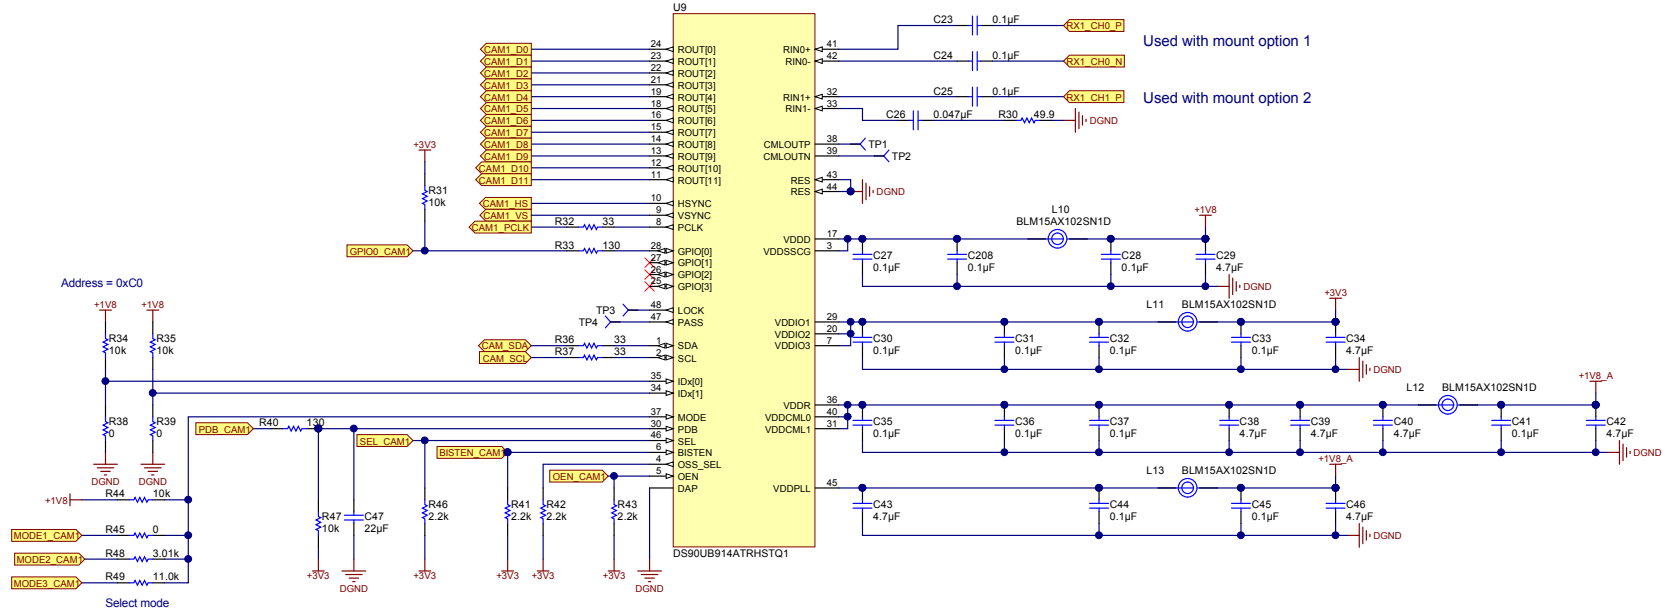 U9
DS90UB914ATRHSTQ1
CAM1_D0 24 ROUT[0]
CAM1_D1 23 ROUT[1]
CAM1_D2 22 ROUT[2]
CAM1_D3 21 ROUT[3]
CAM1_D4 19 ROUT[4]
CAM1_D5 18 ROUT[5]
CAM1_D6 16 ROUT[6]
CAM1_D7 15 ROUT[7]
CAM1_D8 14 ROUT[8]
CAM1_D9 13 ROUT[9]
CAM1_D10 12 ROUT[10]
CAM1_D11 11 ROUT[11]
CAM1_HS 10 HSYNC
CAM1_VS 9 VSYNC
CAM1_PCLK R32 33 8 PCLK
+3V3
R31
10k
GPIO0_CAM1 R33 130 28 GPIO[0]
27 GPIO[1]
26 GPIO[2]
25 GPIO[3]
TP3 48 LOCK
TP4 47 PASS
CAM_SDA R36 33 1 SDA
CAM_SCL R37 33 2 SCL
35 IDx[0]
34 IDx[1]
37 MODE
30 PDB
46 SEL
6 BISTEN
4 OSS_SEL
5 OEN
DAP
Address = 0xC0
+1V8 +1V8
R34 R35
10k 10k
R38 R39
0 0
DGND DGND
PDB_CAM1 R40 130
SEL_CAM1
BISTEN_CAM1
OEN_CAM1
+1V8 R44 10k
MODE1_CAM1 R45 0
MODE2_CAM1 R48 3.01k
MODE3_CAM1 R49 11.0k
Select mode
R47 C47 R46 R41 R42 R43
10k 22µF 2.2k 2.2k 2.2k 2.2k
+3V3 DGND +3V3 +3V3 +3V3 +3V3 DGND
RIN0+ 41 C23 0.1µF RX1_CH0_P
Used with mount option 1
RIN0- 42 C24 0.1µF RX1_CH0_N
RIN1+ 32 C25 0.1µF RX1_CH1_P Used with mount option 2
RIN1- 33 C26 0.047µF R30 49.9 DGND
CMLOUTP 38 TP1
CMLOUTN 39 TP2
RES 43
RES 44 DGND
L10 +1V8
BLM15AX102SN1D
VDDD 17
VDDSSCG 3
C27 C208 C28 C29
0.1µF 0.1µF 0.1µF 4.7µF
DGND
L11 BLM15AX102SN1D +3V3
VDDIO1 29
VDDIO2 20
VDDIO3 7
C30 C31 C32 C33 C34
0.1µF 0.1µF 0.1µF 0.1µF 4.7µF
DGND
L12 BLM15AX102SN1D +1V8_A
VDDR 36
VDDCML0 40
VDDCML1 31
C35 C36 C37 C38 C39 C40 C41 C42
0.1µF 0.1µF 0.1µF 4.7µF 4.7µF 4.7µF 0.1µF 4.7µF
DGND
L13 BLM15AX102SN1D +1V8_A
VDDPLL 45
C43 C44 C45 C46
4.7µF 0.1µF 0.1µF 4.7µF
DGND